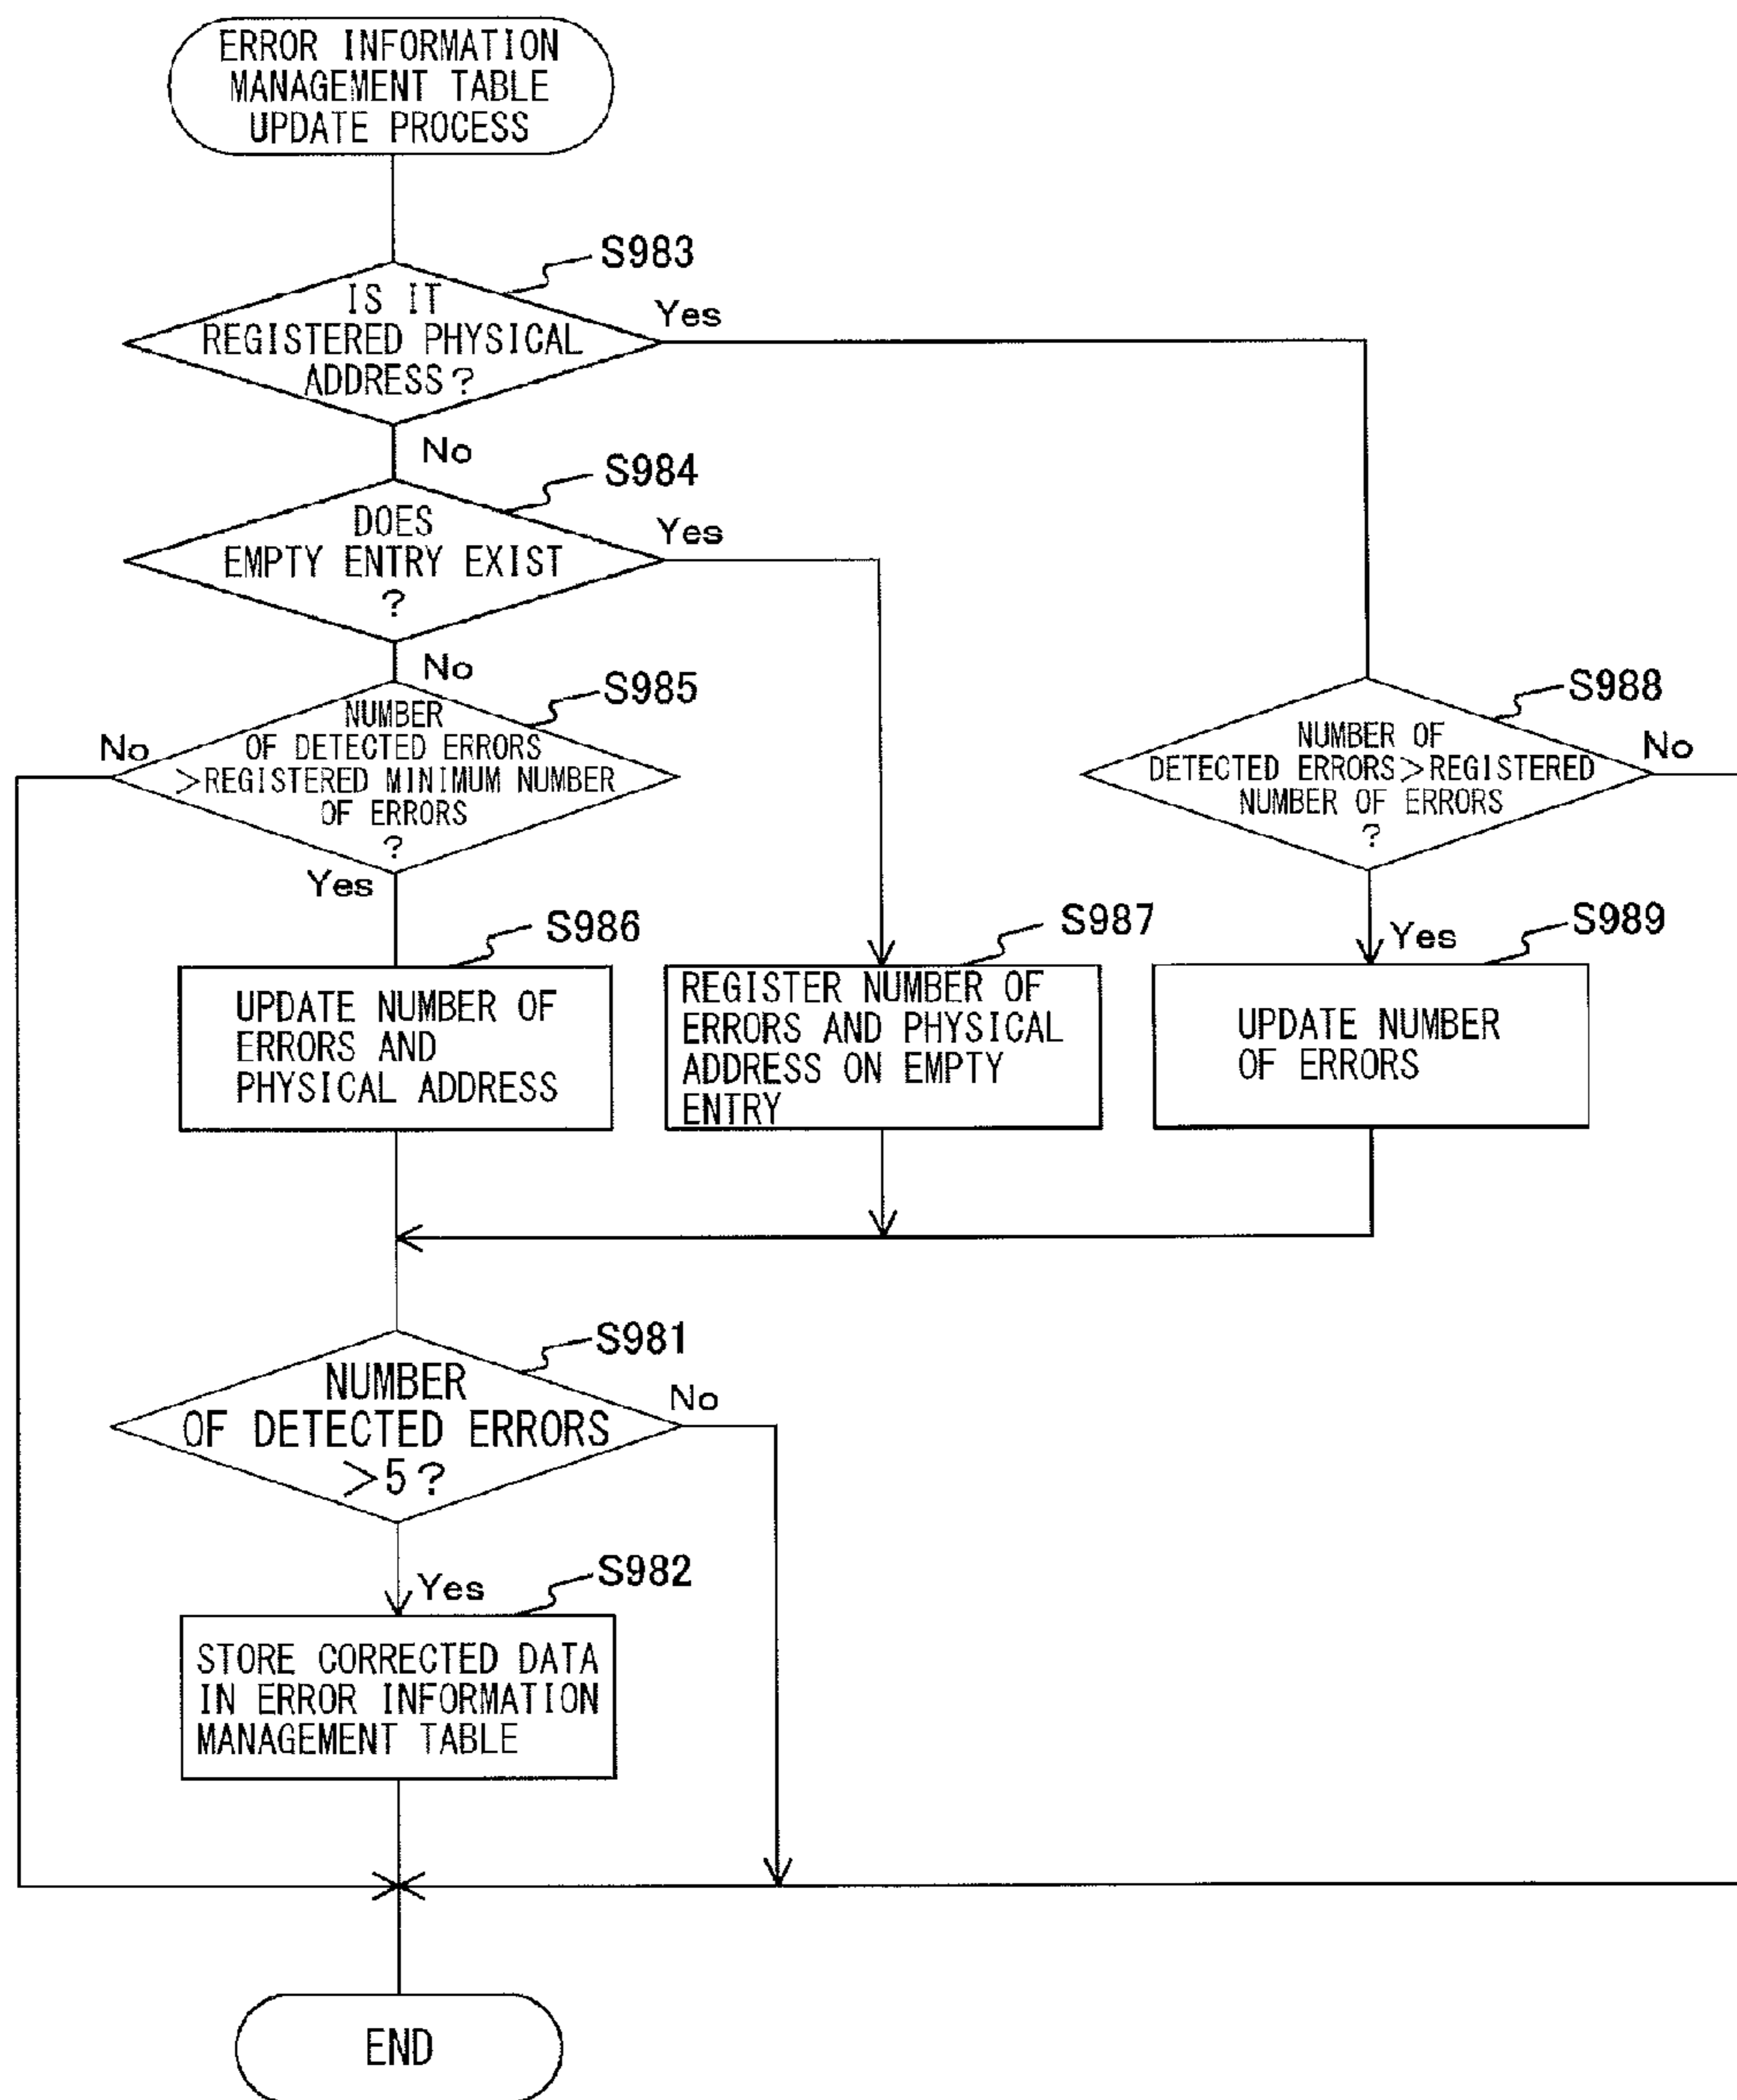 ERROR INFORMATION
MANAGEMENT TABLE
UPDATE PROCESS
S983
IS IT
REGISTERED PHYSICAL
ADDRESS?
Yes
No
S984
DOES
EMPTY ENTRY EXIST
?
Yes
No
S985
NUMBER
OF DETECTED ERRORS
>REGISTERED MINIMUM NUMBER
OF ERRORS
?
No
Yes
S988
NUMBER OF
DETECTED ERRORS>REGISTERED
NUMBER OF ERRORS
?
No
Yes
S986
UPDATE NUMBER OF
ERRORS AND
PHYSICAL ADDRESS
S987
REGISTER NUMBER OF
ERRORS AND PHYSICAL
ADDRESS ON EMPTY
ENTRY
S989
UPDATE NUMBER
OF ERRORS
S981
NUMBER
OF DETECTED ERRORS
>5?
No
Yes
S982
STORE CORRECTED DATA
IN ERROR INFORMATION
MANAGEMENT TABLE
END